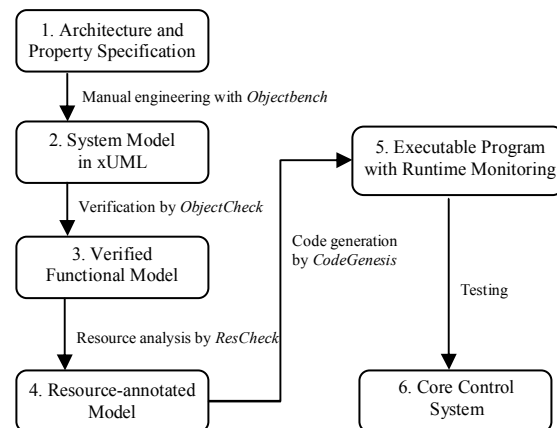 1. Architecture and
Property Specification
Manual engineering with Objectbench
2. System Model
in xUML
Verification by ObjectCheck
3. Verified
Functional Model
Resource analysis by ResCheck
4. Resource-annotated
Model
Code generation
by CodeGenesis
5. Executable Program
with Runtime Monitoring
Testing
6. Core Control
System